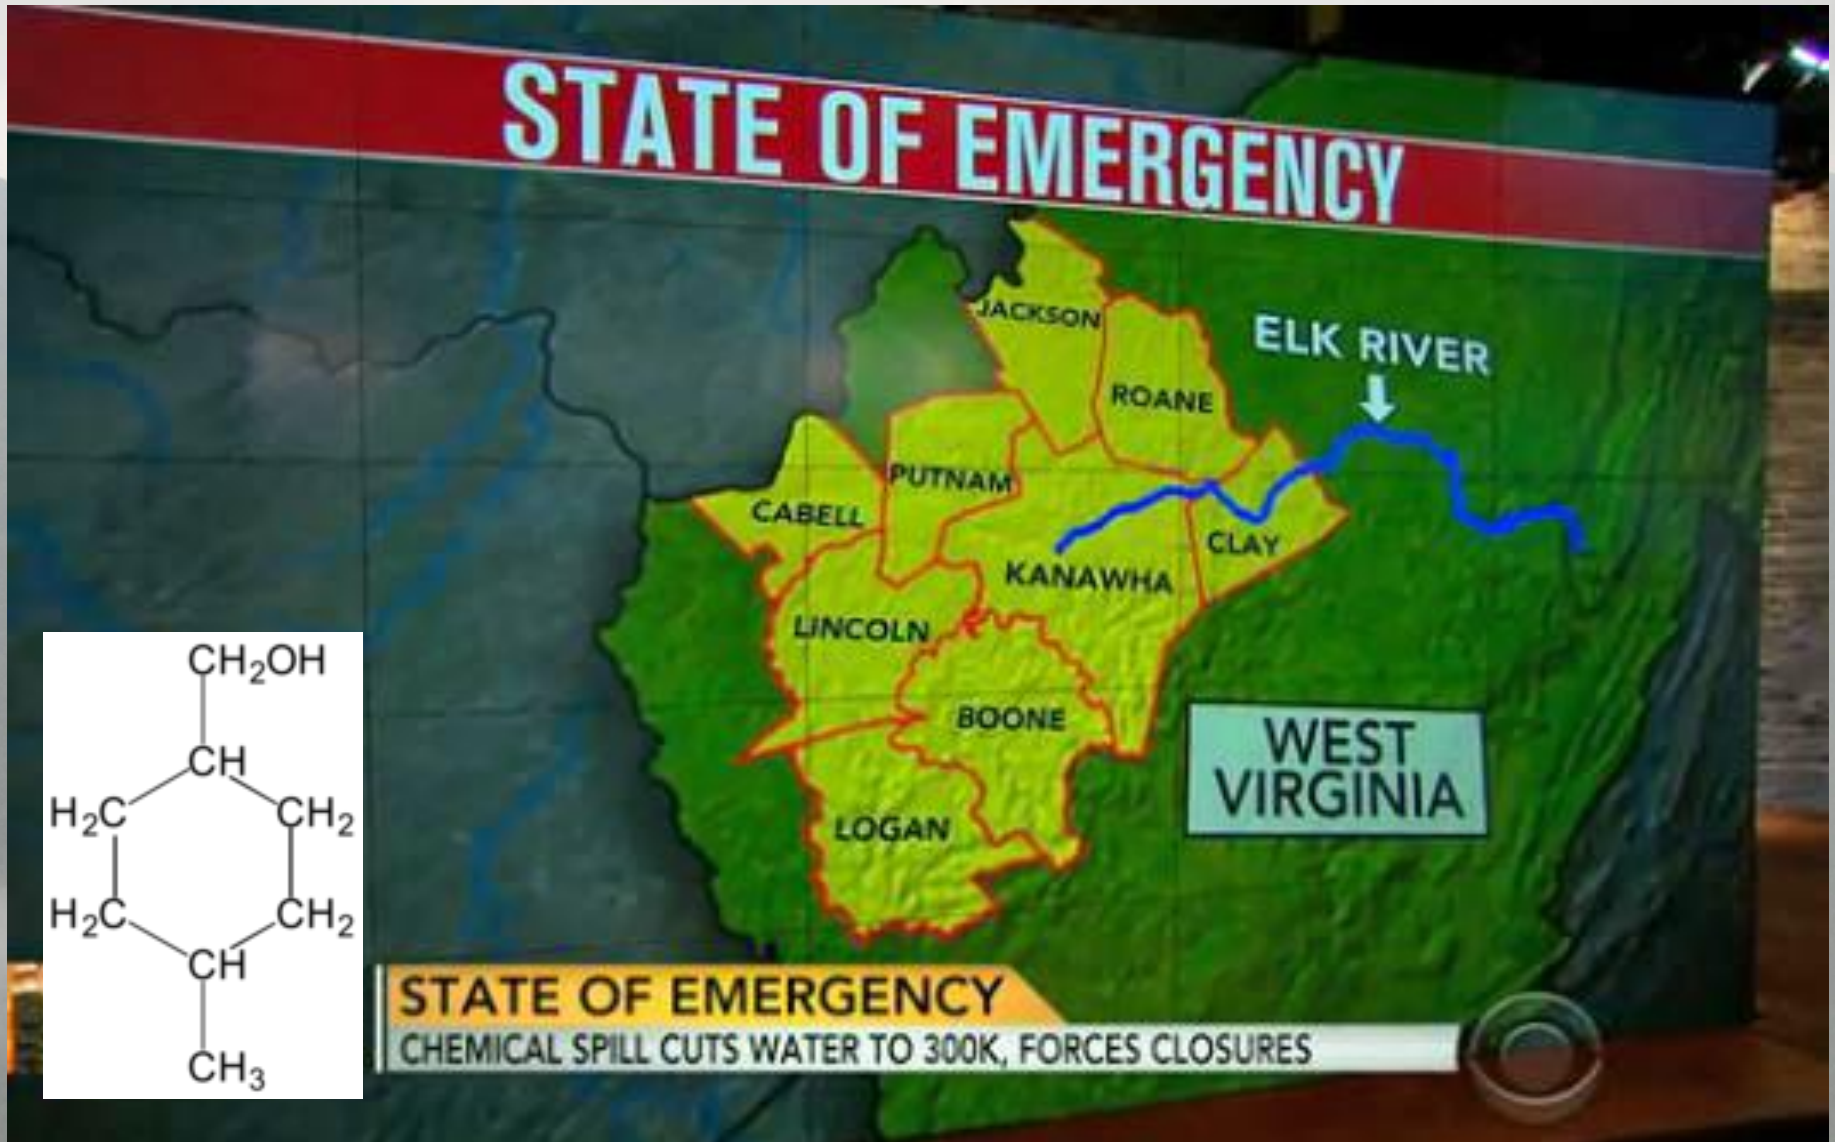 STATE OF EMERGENCY
JACKSON
ELK RIVER
ROANE
PUTNAM
CABELL
CLAY
KANAWHA
LINCOLN
BOONE
WEST
VIRGINIA
LOGAN
CH₂OH
CH
H₂C CH₂
H₂C CH₂
CH
CH₃
STATE OF EMERGENCY
CHEMICAL SPILL CUTS WATER TO 300K, FORCES CLOSURES